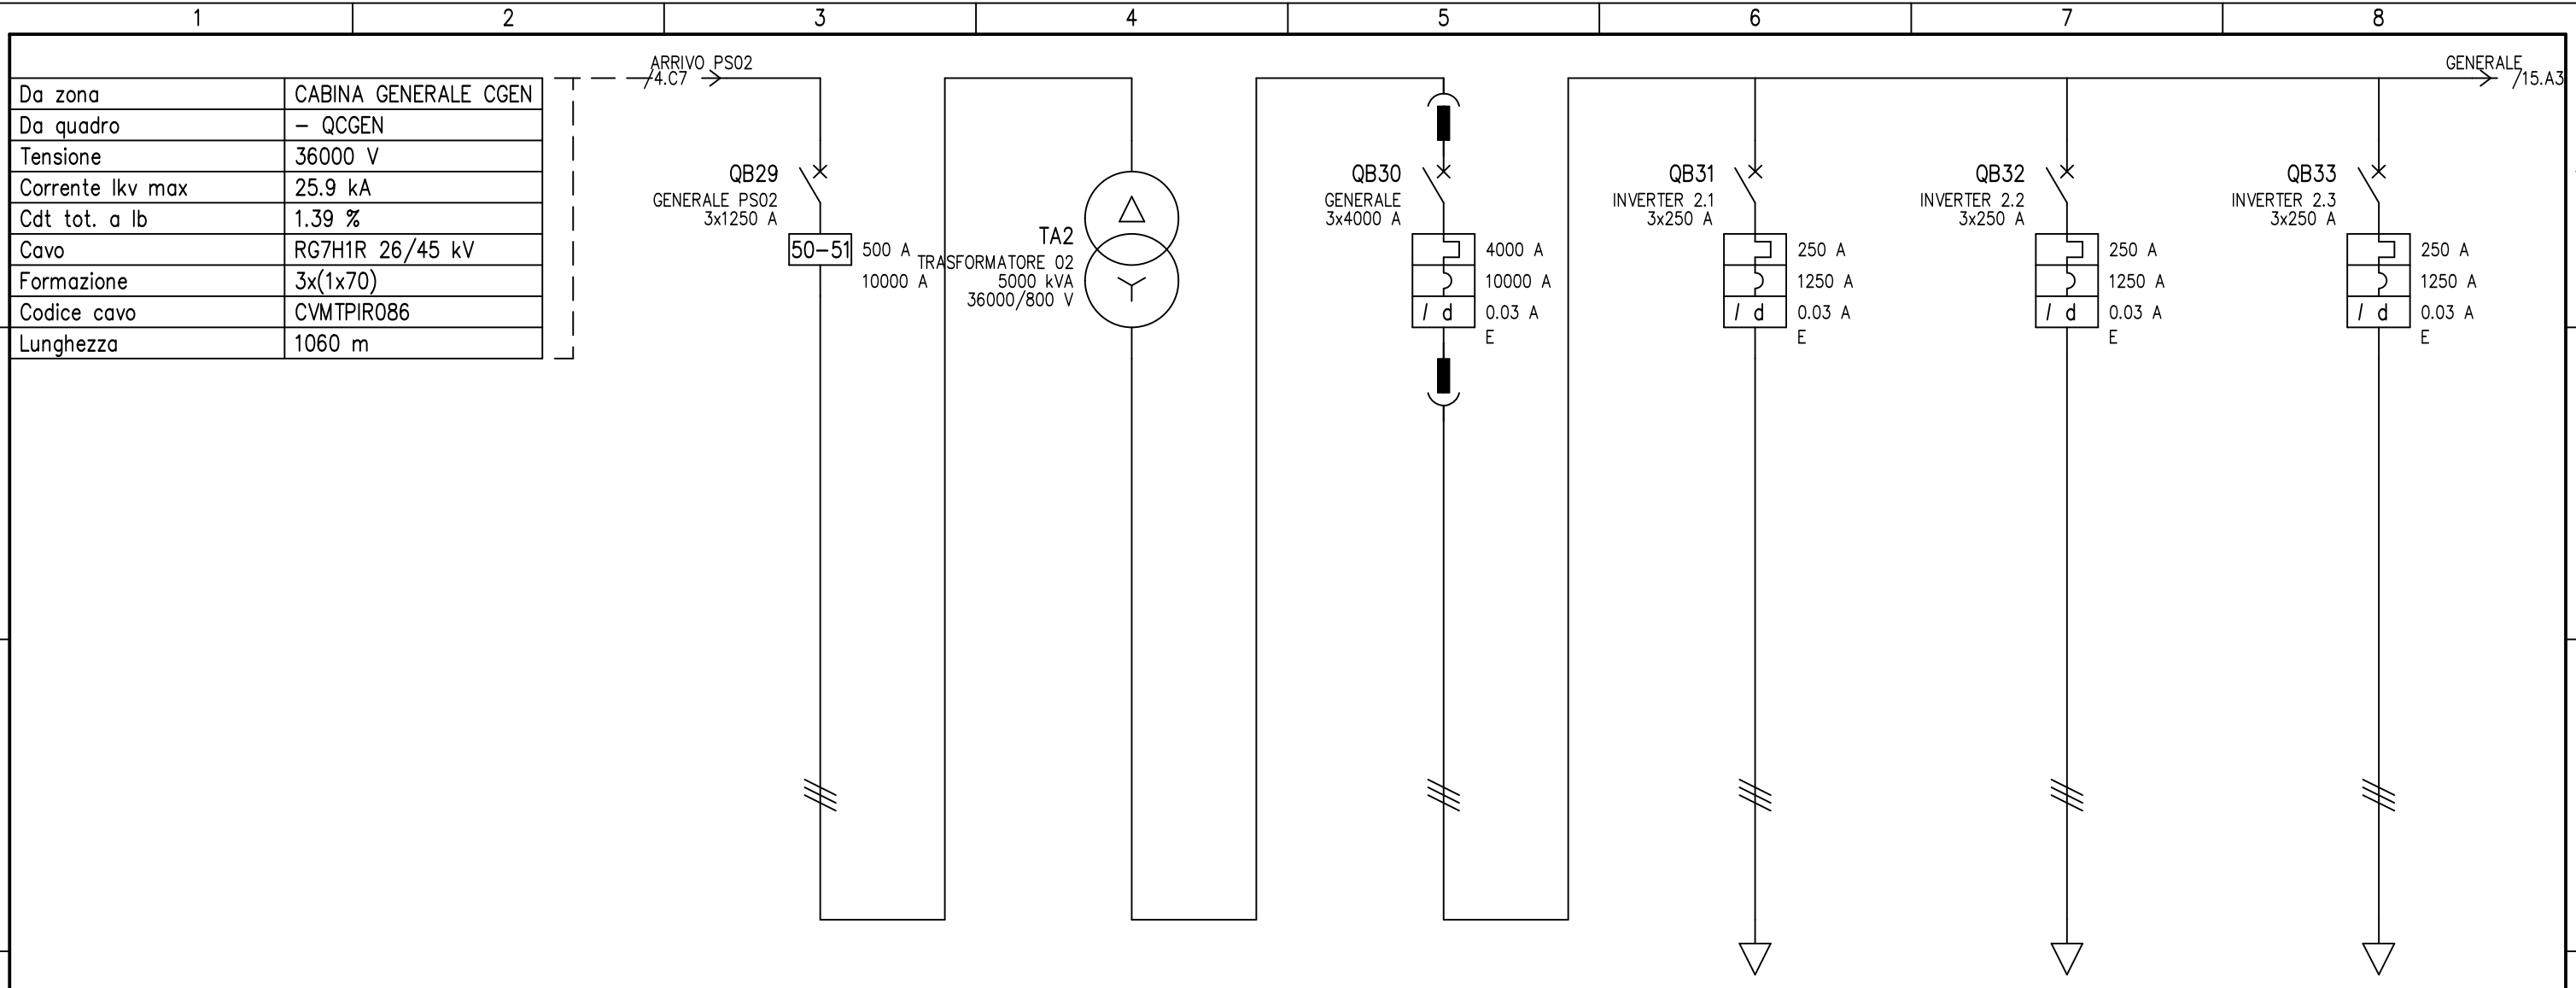 1 2 3 4 5 6 7 8
ARRIVO PS02
/4.C7
GENERALE
/15.A3
Da zona CABINA GENERALE CGEN
Da quadro - QCGEN
Tensione 36000 V
Corrente Ikv max 25.9 kA
Cdt tot. a Ib 1.39 %
Cavo RG7H1R 26/45 kV
Formazione 3x(1x70)
Codice cavo CVMTPIR086
Lunghezza 1060 m
QB29
GENERALE PS02
3x1250 A
50-51 500 A
10000 A
TA2
TRASFORMATORE 02
5000 kVA
36000/800 V
QB30
GENERALE
3x4000 A
4000 A
10000 A
I d 0.03 A
E
QB31
INVERTER 2.1
3x250 A
250 A
1250 A
I d 0.03 A
E
QB32
INVERTER 2.2
3x250 A
250 A
1250 A
I d 0.03 A
E
QB33
INVERTER 2.3
3x250 A
250 A
1250 A
I d 0.03 A
E